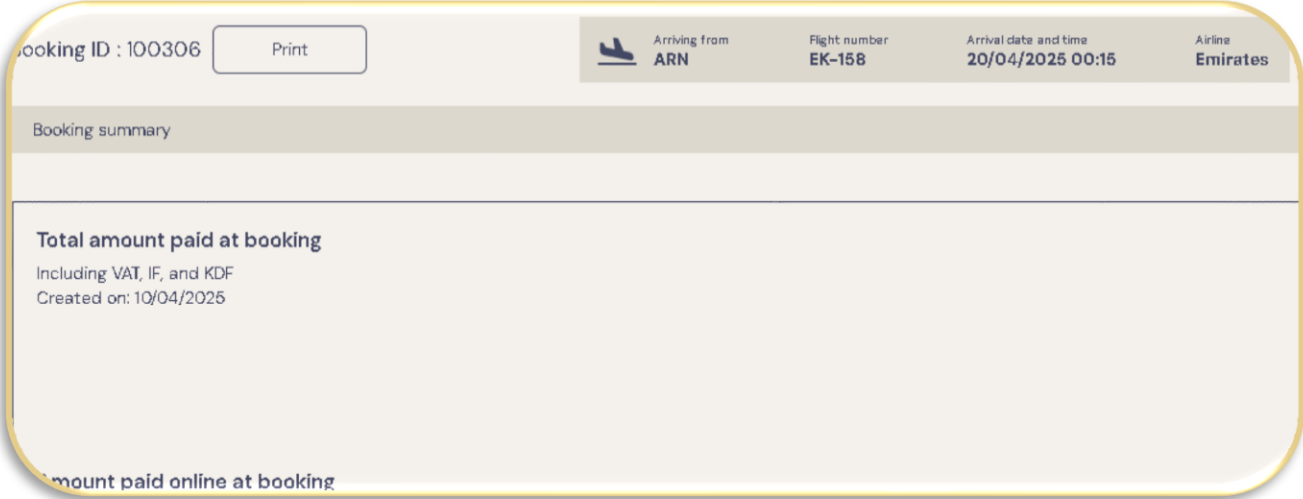 ooking ID : 100306
Print
Arriving from
ARN
Flight number
EK-158
Arrival date and time
20/04/2025 00:15
Airline
Emirates
Booking summary
Total amount paid at booking
Including VAT, IF, and KDF
Created on: 10/04/2025
mount paid online at booking